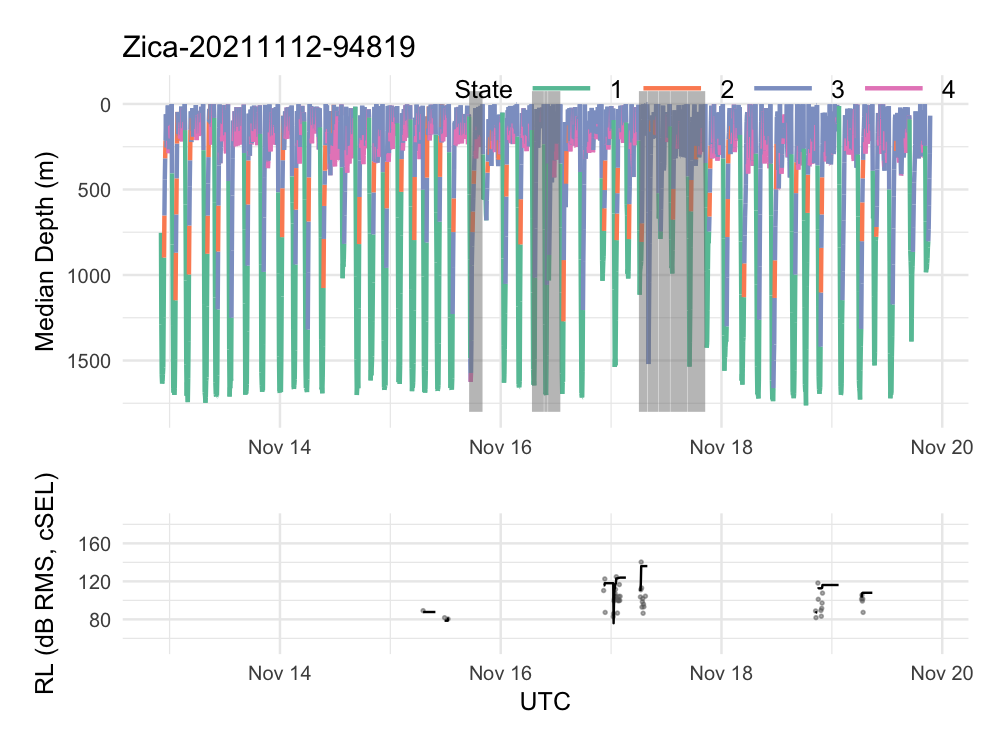 Zica-20211112-94819
State 1 2 3 4
Median Depth (m)
0
500
1000
1500
Nov 14 Nov 16 Nov 18 Nov 20
RL (dB RMS, cSEL)
160
120
80
Nov 14 Nov 16 Nov 18 Nov 20
UTC